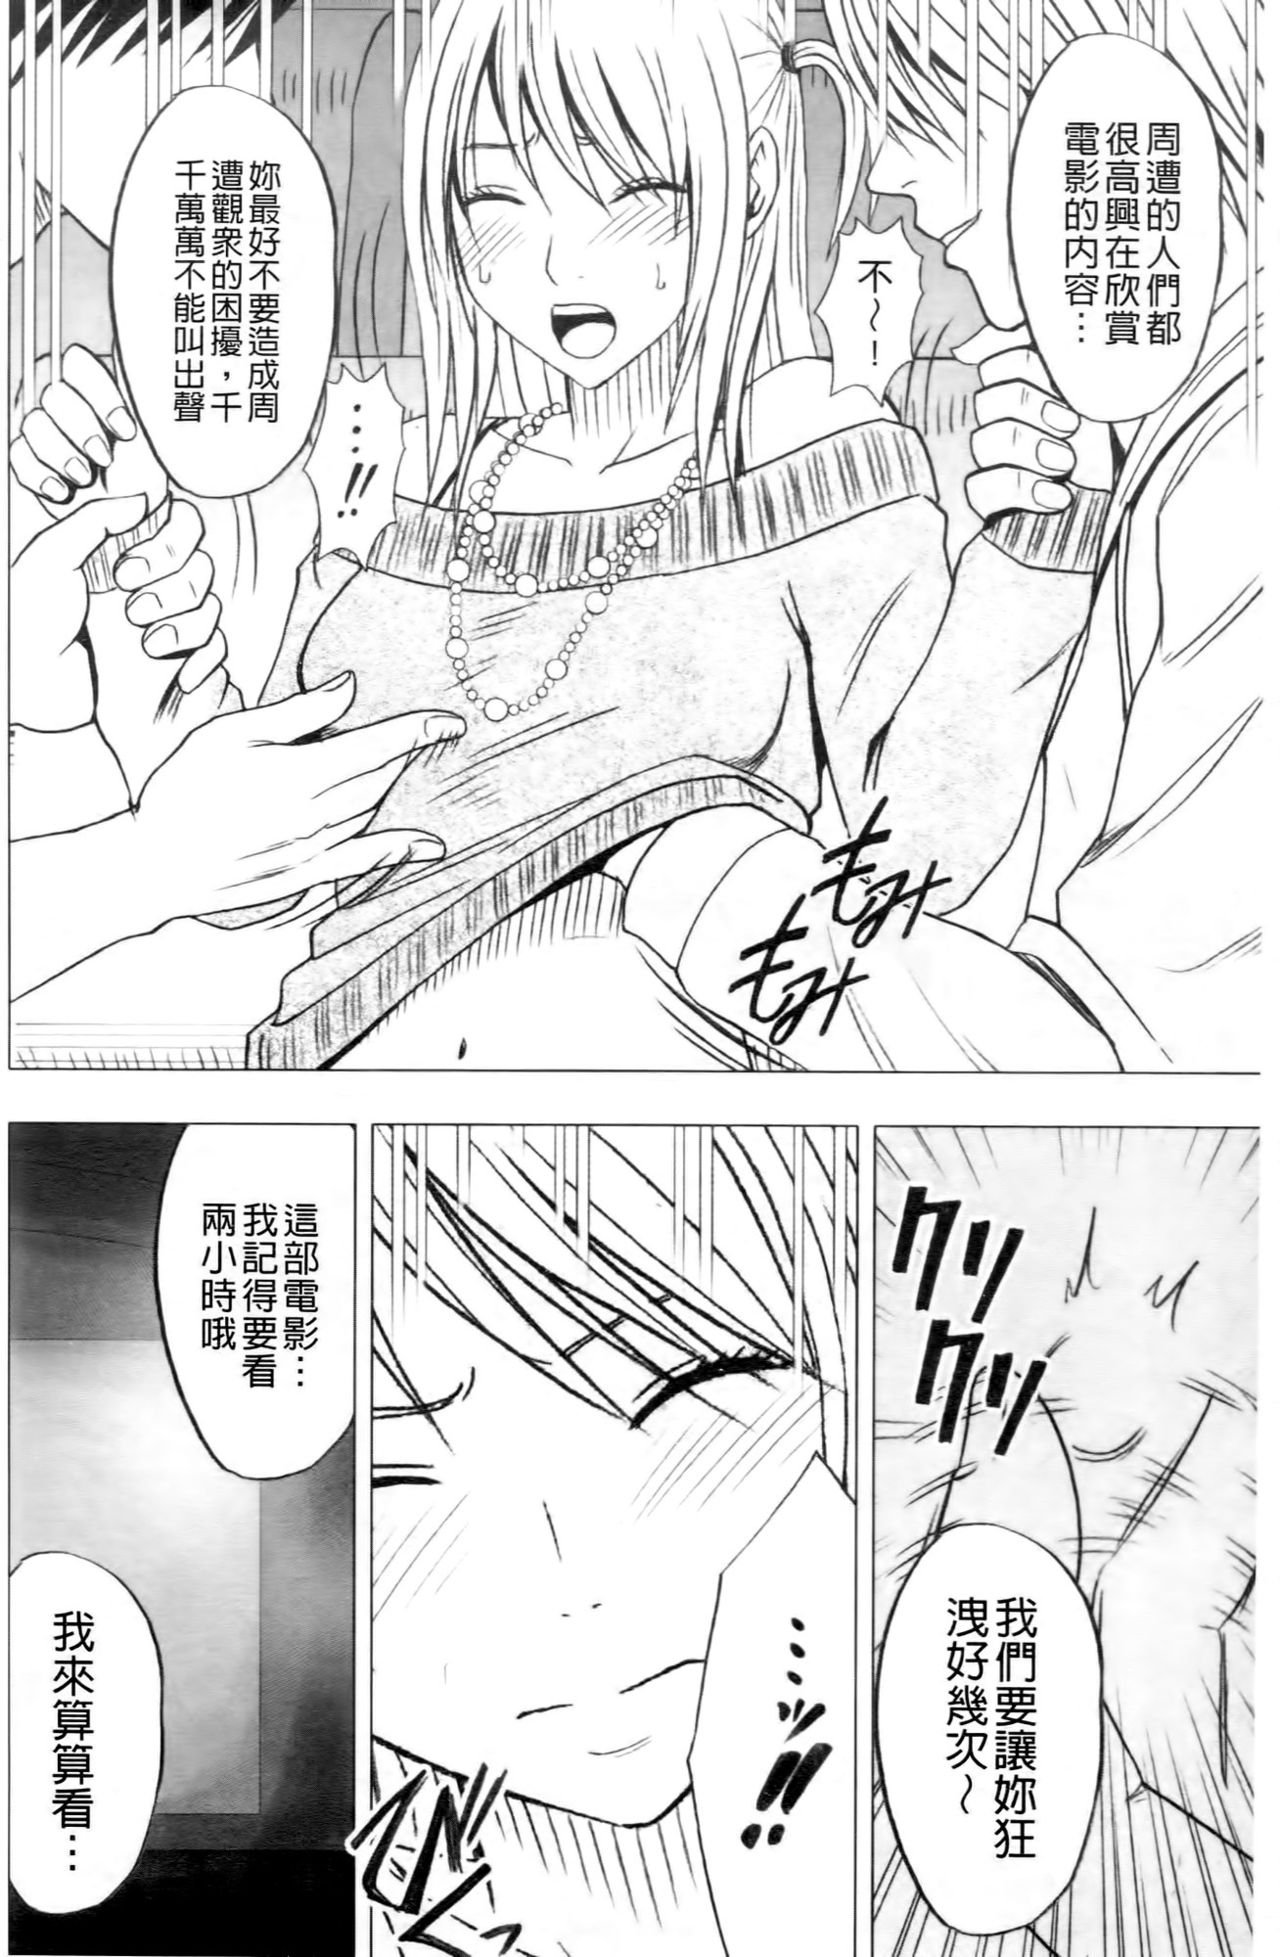 周遭的人們都
很高興在欣賞
電影的內容…
不～！
妳最好不要造成周
遭觀眾的困擾，千
千萬萬不能叫出聲
…!!
もみ
もみ
クリ
クリ
我們要讓妳狂
洩好幾次～
…!!
這部電影…
我記得要看
兩小時哦
我來算算看…